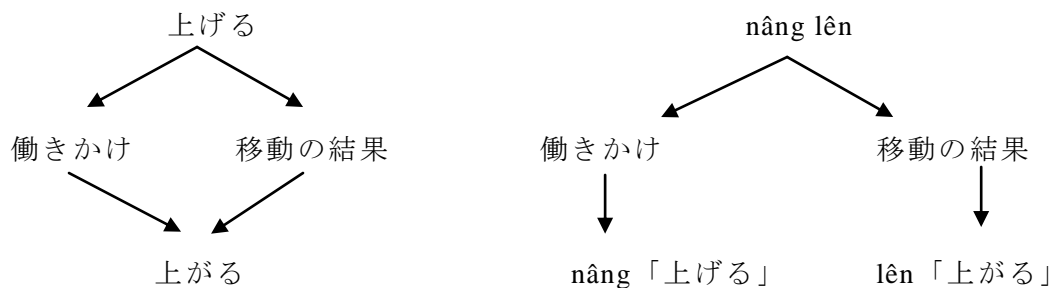 上げる nâng lên
働きかけ 移動の結果 働きかけ 移動の結果
上がる nâng「上げる」 lên「上がる」